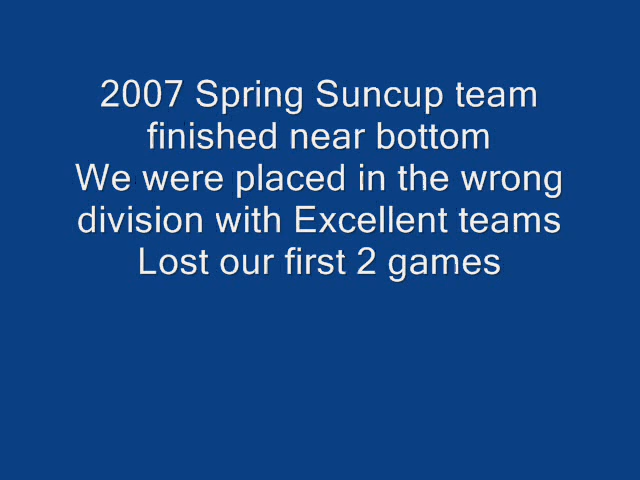 2007 Spring Suncup team
finished near bottom
We were placed in the wrong
division with Excellent teams
Lost our first 2 games